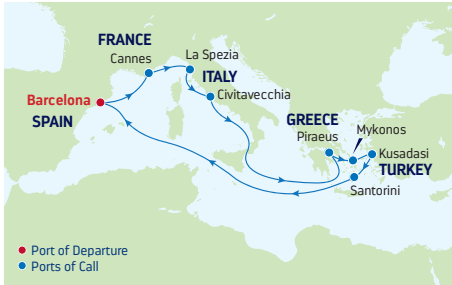 FRANCE
Cannes
La Spezia
ITALY
Civitavecchia
Barcelona
SPAIN
GREECE
Piraeus
Mykonos
Kusadasi
TURKEY
Santorini
Port of Departure
Ports of Call